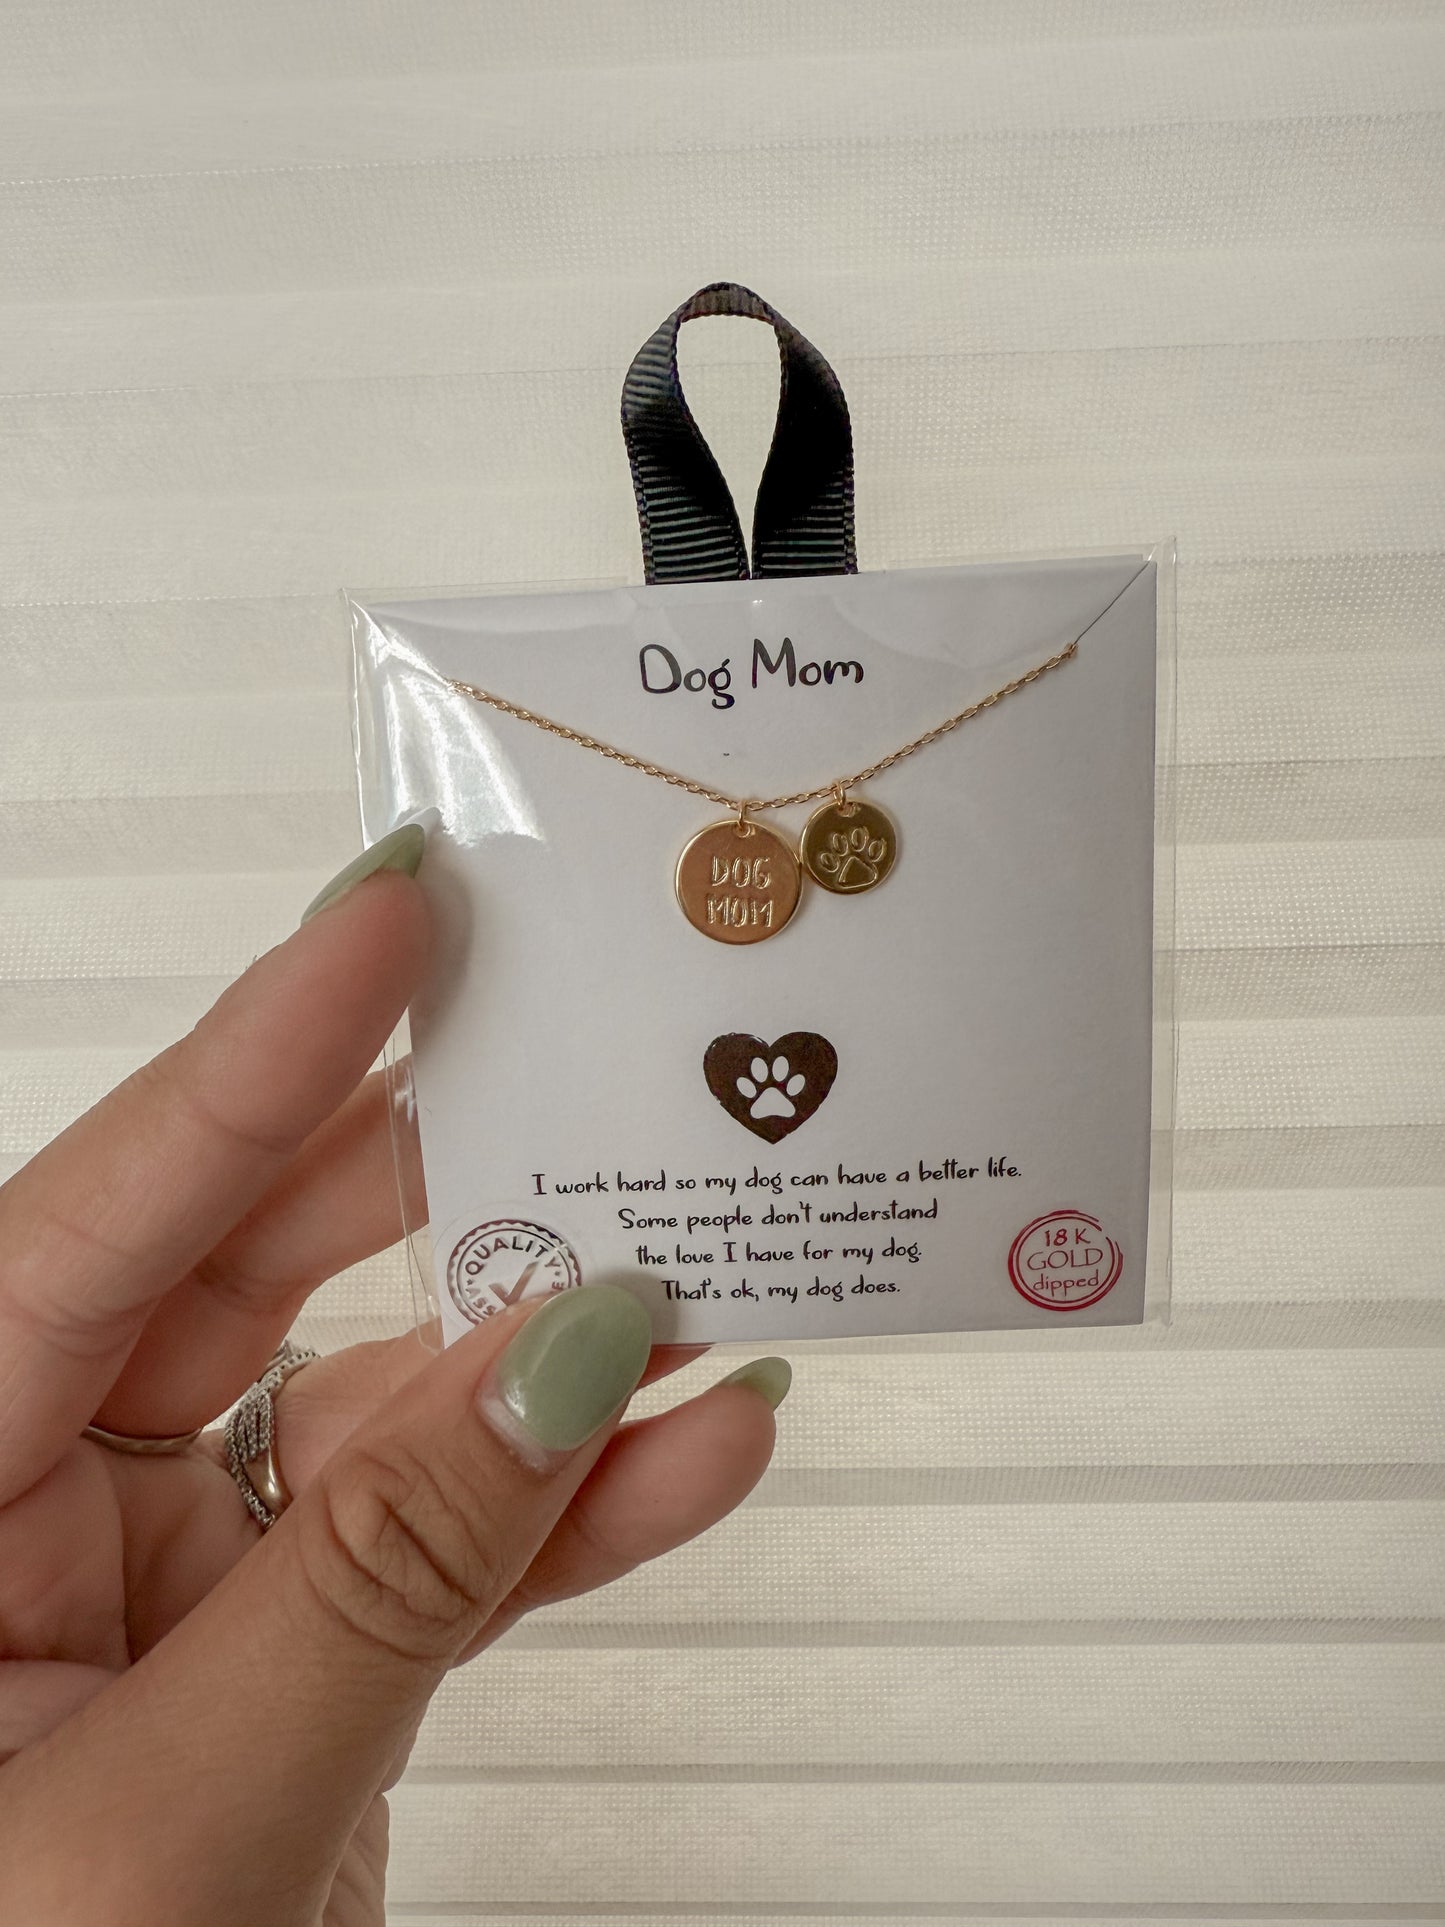 Dog Mom
DOG
MOM
I work hard so my dog can have a better life.
Some people don't understand
the love I have for my dog.
That's ok, my dog does.
QUALITY
18 K
GOLD
dipped